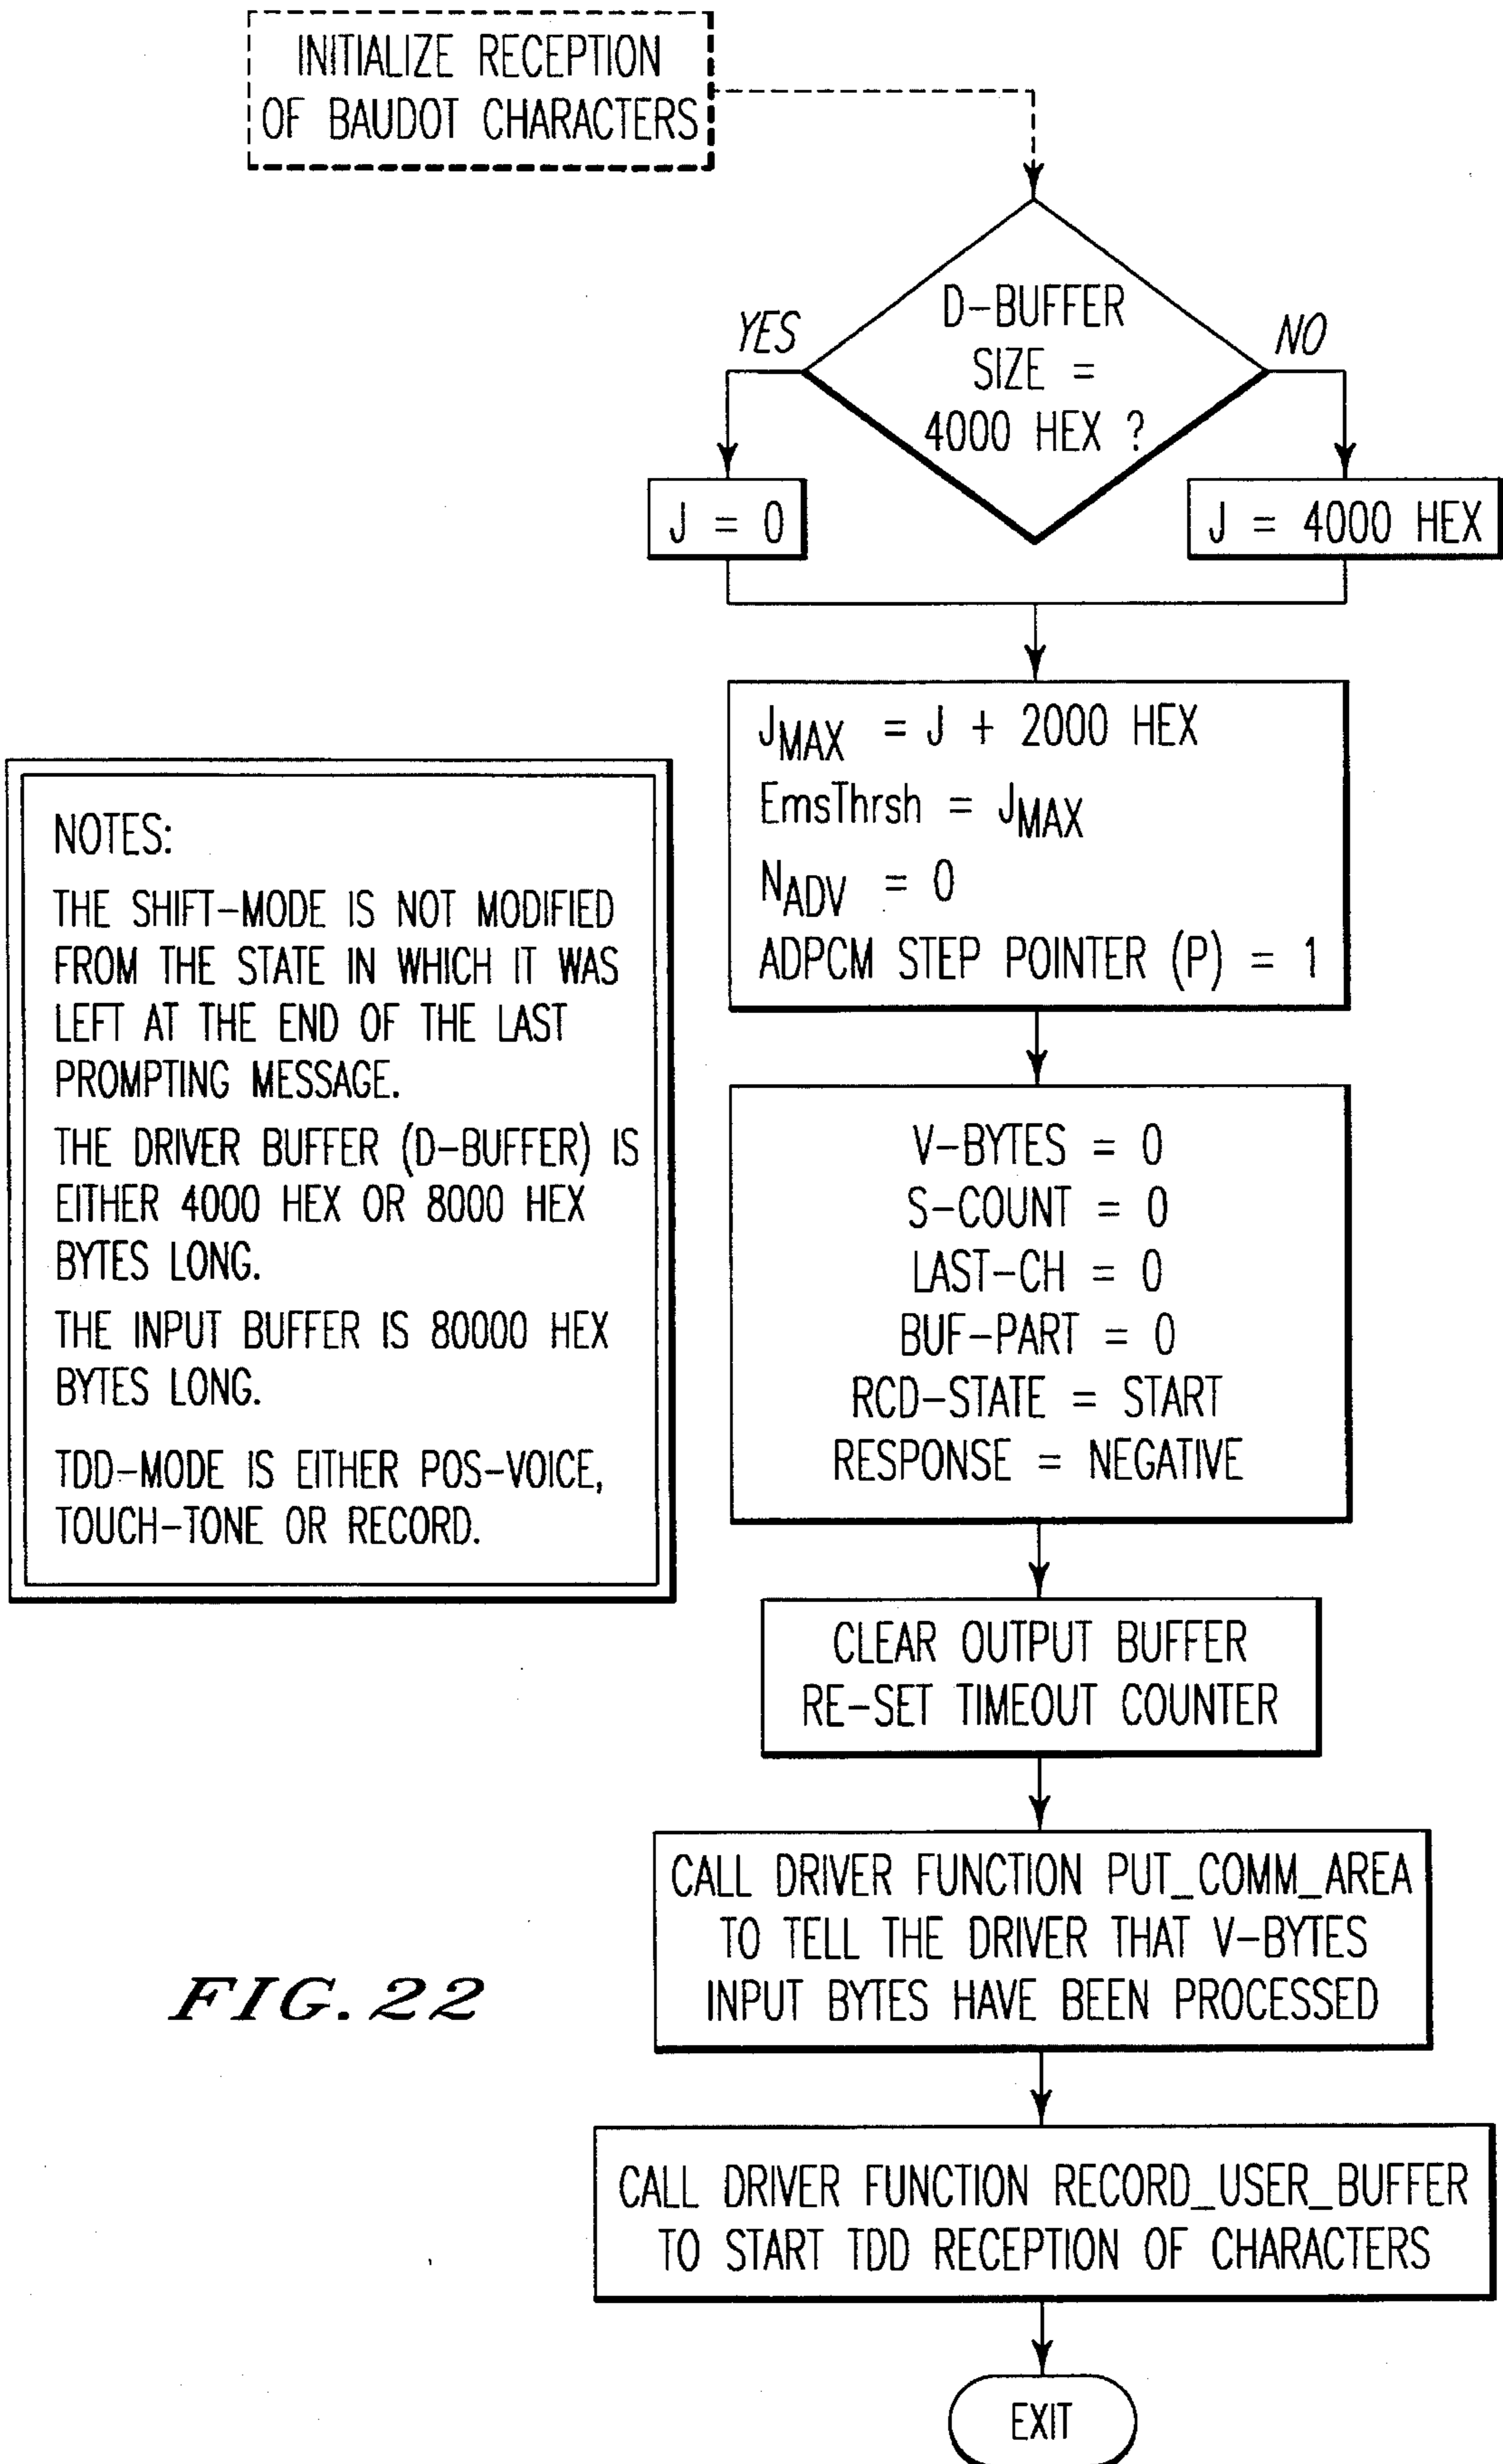 INITIALIZE RECEPTION
OF BAUDOT CHARACTERS
D-BUFFER
SIZE =
4000 HEX ?
YES
NO
J = 0
J = 4000 HEX
JMAX = J + 2000 HEX
EmsThrsh = JMAX
NADV = 0
ADPCM STEP POINTER (P) = 1
NOTES:
THE SHIFT-MODE IS NOT MODIFIED
FROM THE STATE IN WHICH IT WAS
LEFT AT THE END OF THE LAST
PROMPTING MESSAGE.
THE DRIVER BUFFER (D-BUFFER) IS
EITHER 4000 HEX OR 8000 HEX
BYTES LONG.
THE INPUT BUFFER IS 80000 HEX
BYTES LONG.
TDD-MODE IS EITHER POS-VOICE,
TOUCH-TONE OR RECORD.
V-BYTES = 0
S-COUNT = 0
LAST-CH = 0
BUF-PART = 0
RCD-STATE = START
RESPONSE = NEGATIVE
CLEAR OUTPUT BUFFER
RE-SET TIMEOUT COUNTER
CALL DRIVER FUNCTION PUT_COMM_AREA
TO TELL THE DRIVER THAT V-BYTES
INPUT BYTES HAVE BEEN PROCESSED
FIG. 22
CALL DRIVER FUNCTION RECORD_USER_BUFFER
TO START TDD RECEPTION OF CHARACTERS
EXIT